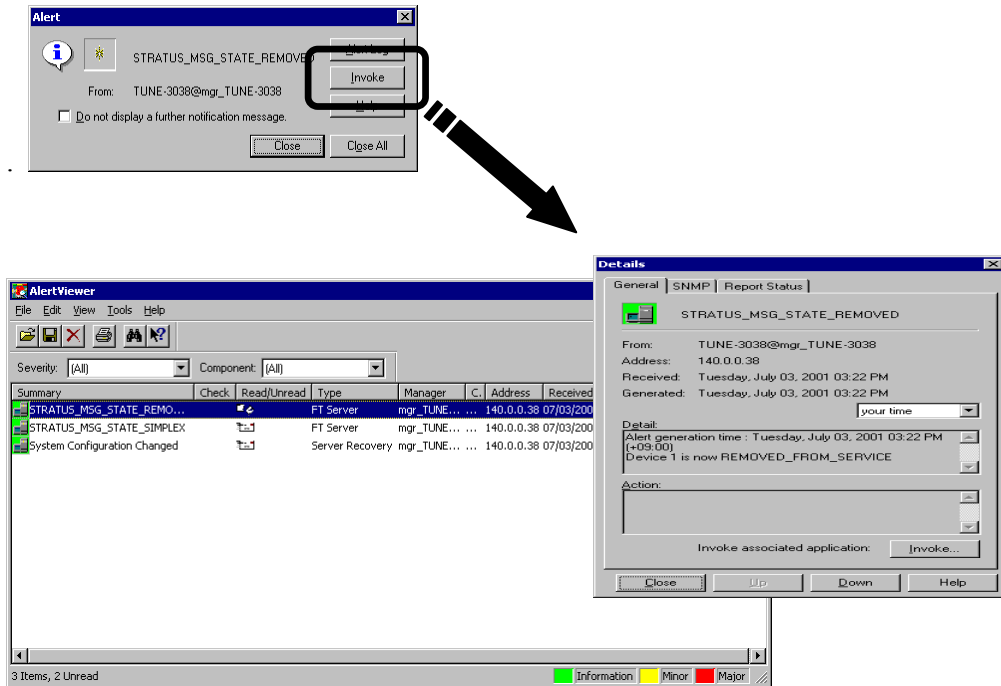 Alert
STRATUS_MSG_STATE_REMOVED
Invoke
From: TUNE-3038@mgr_TUNE-3038
Do not display a further notification message.
Close
Close All
.
AlertViewer
File Edit View Tools Help
Severity: (All) Component: (All)
Summary Check Read/Unread Type Manager C. Address Received
STRATUS_MSG_STATE_REMO... FT Server mgr_TUNE... ... 140.0.0.38 07/03/200
STRATUS_MSG_STATE_SIMPLEX FT Server mgr_TUNE... ... 140.0.0.38 07/03/200
System Configuration Changed Server Recovery mgr_TUNE... ... 140.0.0.38 07/03/200
3 Items, 2 Unread
Information Minor Major
Details
General SNMP Report Status
STRATUS_MSG_STATE_REMOVED
From: TUNE-3038@mgr_TUNE-3038
Address: 140.0.0.38
Received: Tuesday, July 03, 2001 03:22 PM
Generated: Tuesday, July 03, 2001 03:22 PM
your time
Detail:
Alert generation time : Tuesday, July 03, 2001 03:22 PM
(+09:00)
Device 1 is now REMOVED_FROM_SERVICE
Action:
Invoke associated application: Invoke...
Close Up Down Help